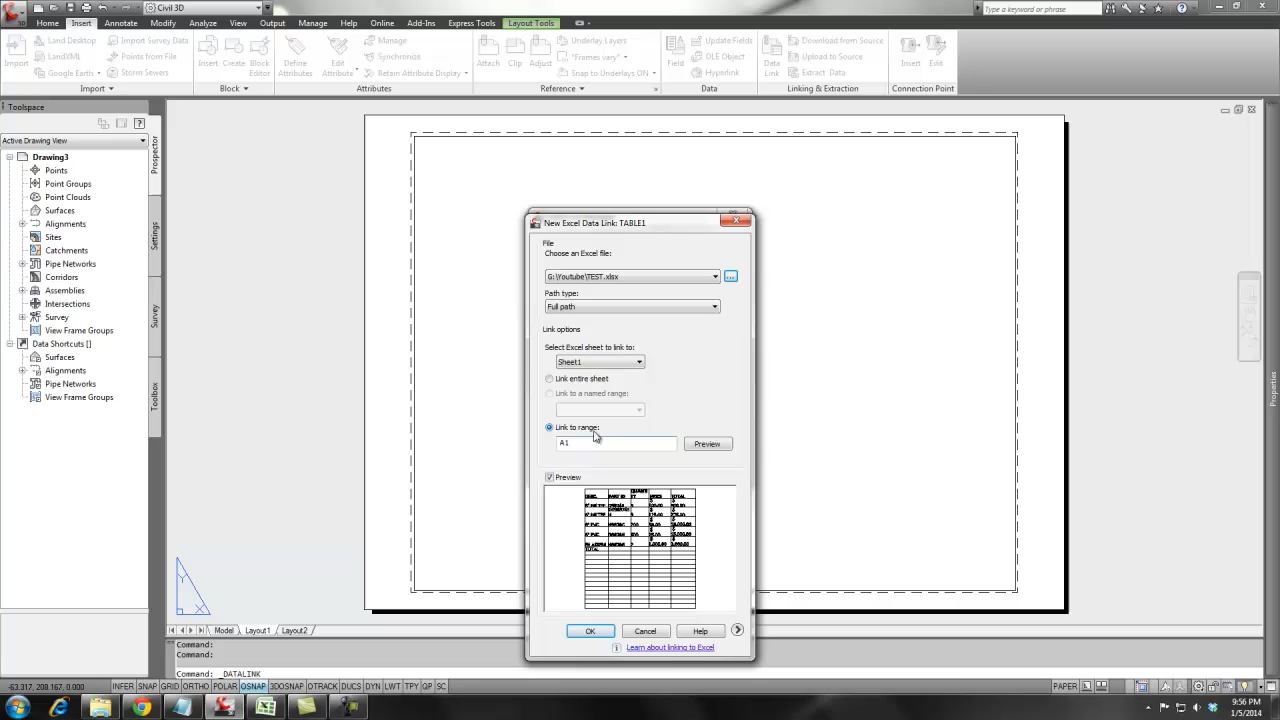 Civil 3D
Type a keyword or phrase
Home Insert Annotate Modify Analyze View Output Manage Help Online Add-Ins Express Tools Layout Tools
Import
Land Desktop
LandXML
Google Earth
Import Survey Data
Points from File
Storm Sewers
Insert
Create
Block Editor
Define Attributes
Edit Attribute
Manage
Synchronize
Retain Attribute Display
Attach
Clip
Adjust
Underlay Layers
*Frames vary*
Snap to Underlays ON
Field
Update Fields
OLE Object
Hyperlink
Data Link
Download from Source
Upload to Source
Extract Data
Insert
Edit
Import Block Attributes Reference Data Linking & Extraction Connection Point
Toolspace
Active Drawing View
Drawing3
Points
Point Groups
Point Clouds
Surfaces
Alignments
Sites
Catchments
Pipe Networks
Corridors
Assemblies
Intersections
Survey
View Frame Groups
Data Shortcuts []
Surfaces
Alignments
Pipe Networks
View Frame Groups
Prospector
Settings
Survey
Toolbox
Properties
New Excel Data Link: TABLE1
File
Choose an Excel file:
G:\Youtube\TEST.xlsx
...
Path type:
Full path
Link options
Select Excel sheet to link to:
Sheet1
Link entire sheet
Link to a named range:
Link to range:
A1
Preview
Preview
TOTAL
TOTAL
OK Cancel Help
Learn about linking to Excel
Y
X
Model Layout1 Layout2
Command:
Command:
Command: _DATALINK
-63.317, 208.167, 0.000
INFER SNAP GRID ORTHO POLAR OSNAP 3DOSNAP OTRACK DUCS DYN LWT TPY QP SC
PAPER
9:56 PM
1/5/2014